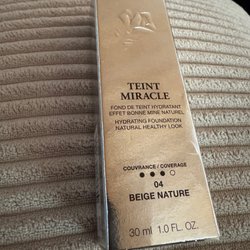 TEINT
MIRACLE
FOND DE TEINT HYDRATANT
EFFET BONNE MINE NATUREL
HYDRATING FOUNDATION
NATURAL HEALTHY LOOK
COUVRANCE / COVERAGE
04
BEIGE NATURE
30 ml 1.0 FL. OZ.